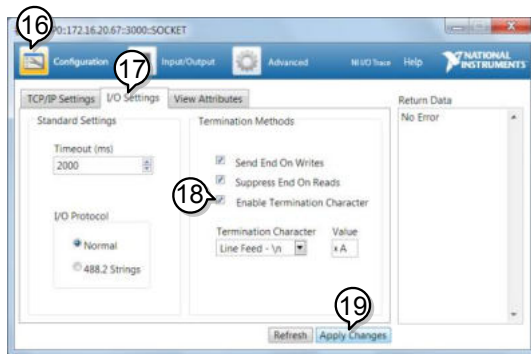 16
P0::172.16.20.67::3000::SOCKET
Configuration
Input/Output
Advanced
NI I/O Trace
Help
NATIONAL
INSTRUMENTS
17
TCP/IP Settings
I/O Settings
View Attributes
Return Data
No Error
Standard Settings
Timeout (ms)
2000
I/O Protocol
Normal
488.2 Strings
Termination Methods
Send End On Writes
Suppress End On Reads
18
Enable Termination Character
Termination Character
Value
Line Feed - \n
xA
19
Refresh
Apply Changes